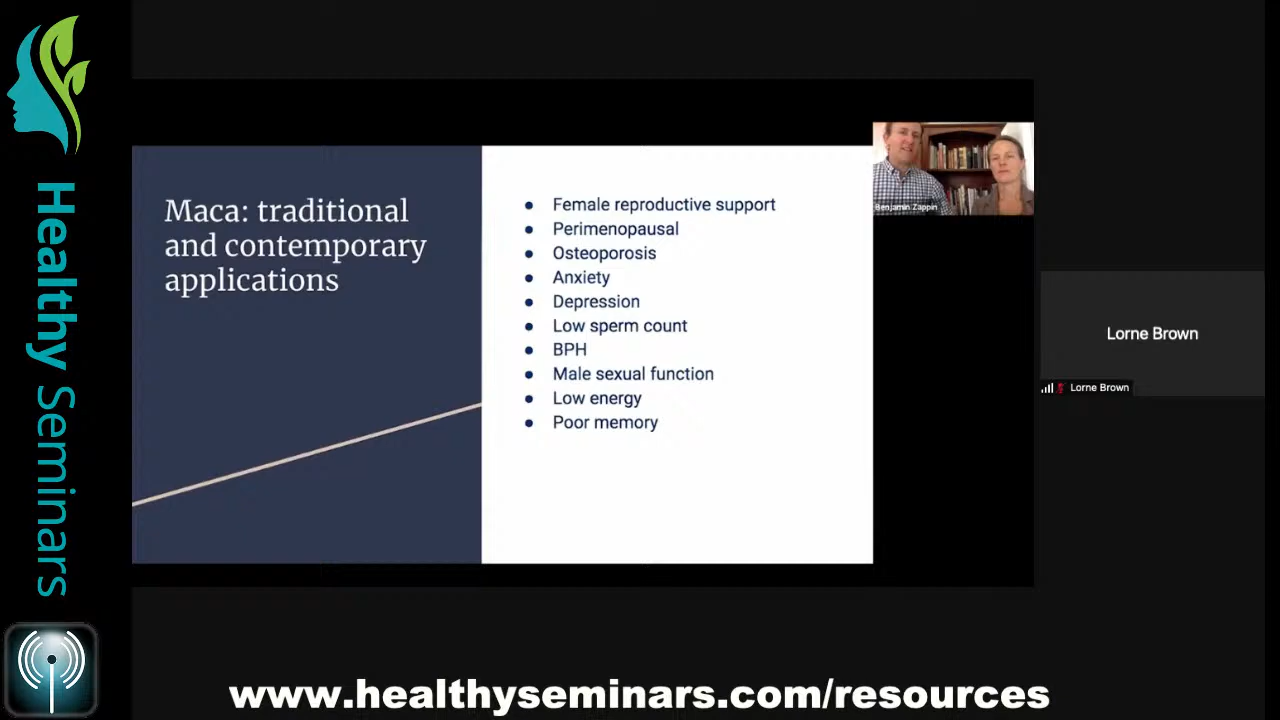 Healthy Seminars
Maca: traditional
and contemporary
applications
● Female reproductive support
● Perimenopausal
● Osteoporosis
● Anxiety
● Depression
● Low sperm count
● BPH
● Male sexual function
● Low energy
● Poor memory
Benjamin Zappin
Lorne Brown
Lorne Brown
www.healthyseminars.com/resources